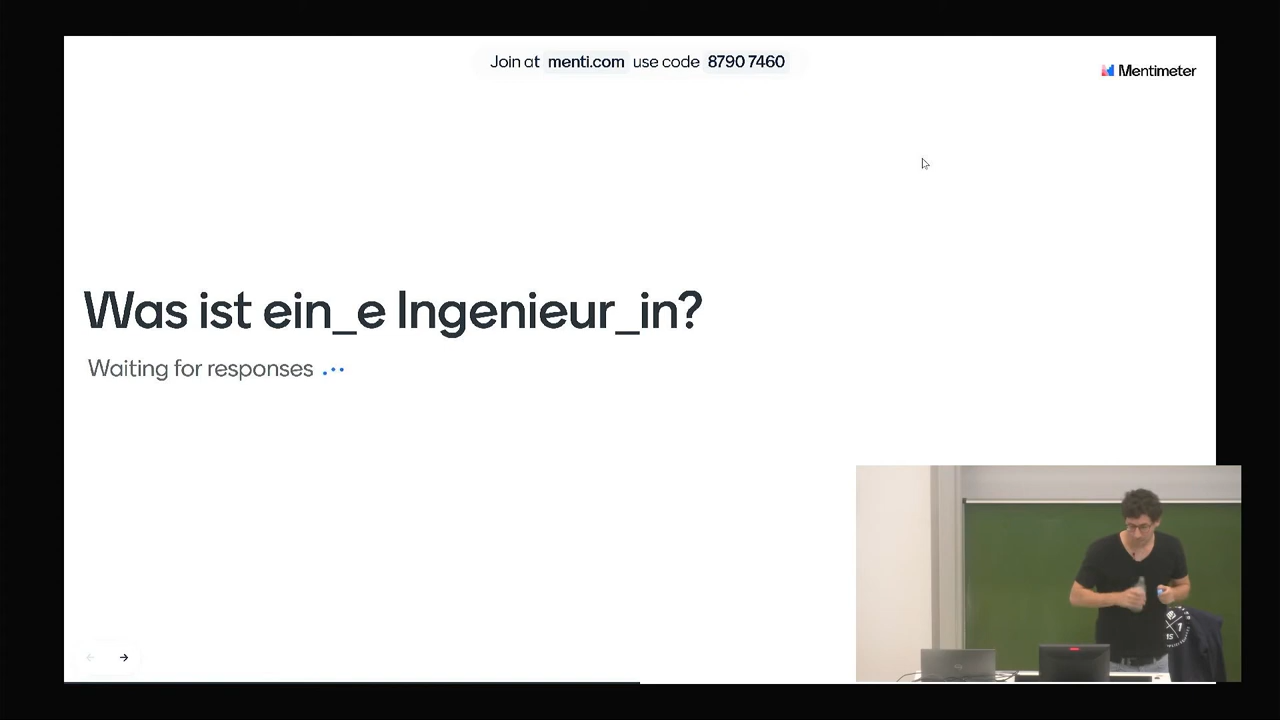 Join at menti.com use code 8790 7460
Mentimeter
Was ist ein_e Ingenieur_in?
Waiting for responses